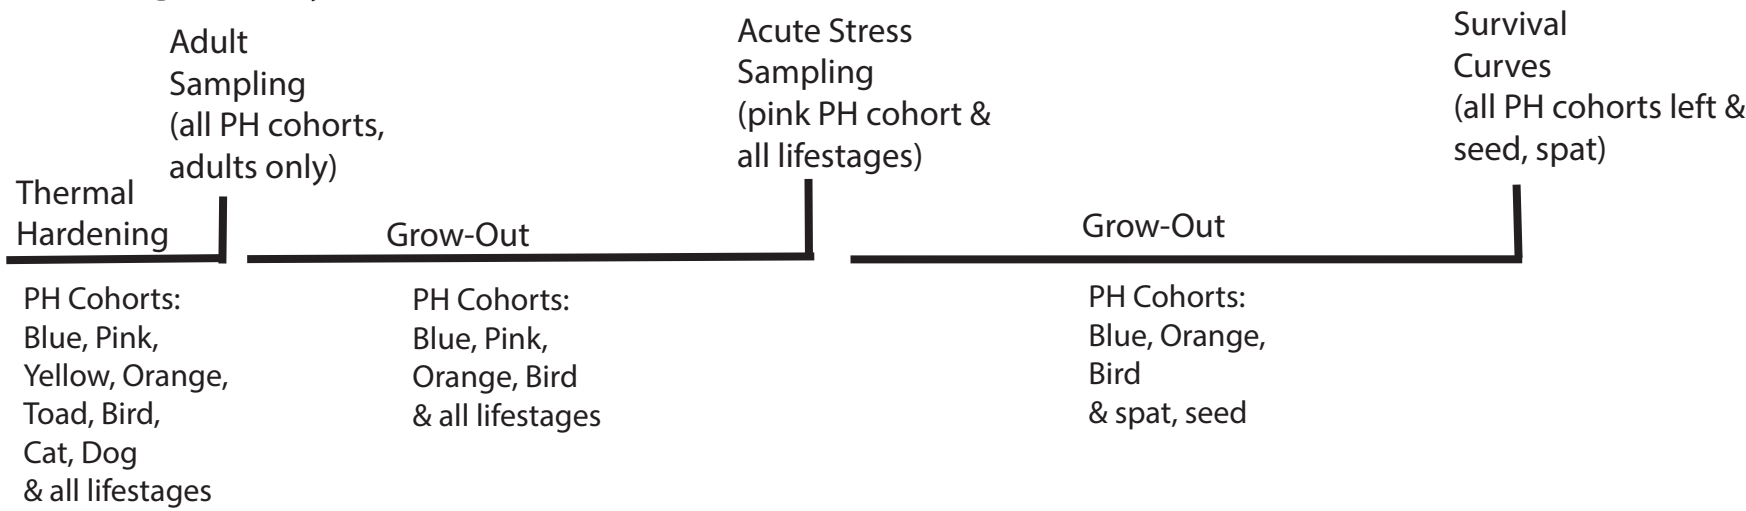 Adult
Sampling
(all PH cohorts,
adults only)
Acute Stress
Sampling
(pink PH cohort &
all lifestages)
Survival
Curves
(all PH cohorts left &
seed, spat)
Thermal
Hardening
Grow-Out
Grow-Out
PH Cohorts:
Blue, Pink,
Yellow, Orange,
Toad, Bird,
Cat, Dog
& all lifestages
PH Cohorts:
Blue, Pink,
Orange, Bird
& all lifestages
PH Cohorts:
Blue, Orange,
Bird
& spat, seed